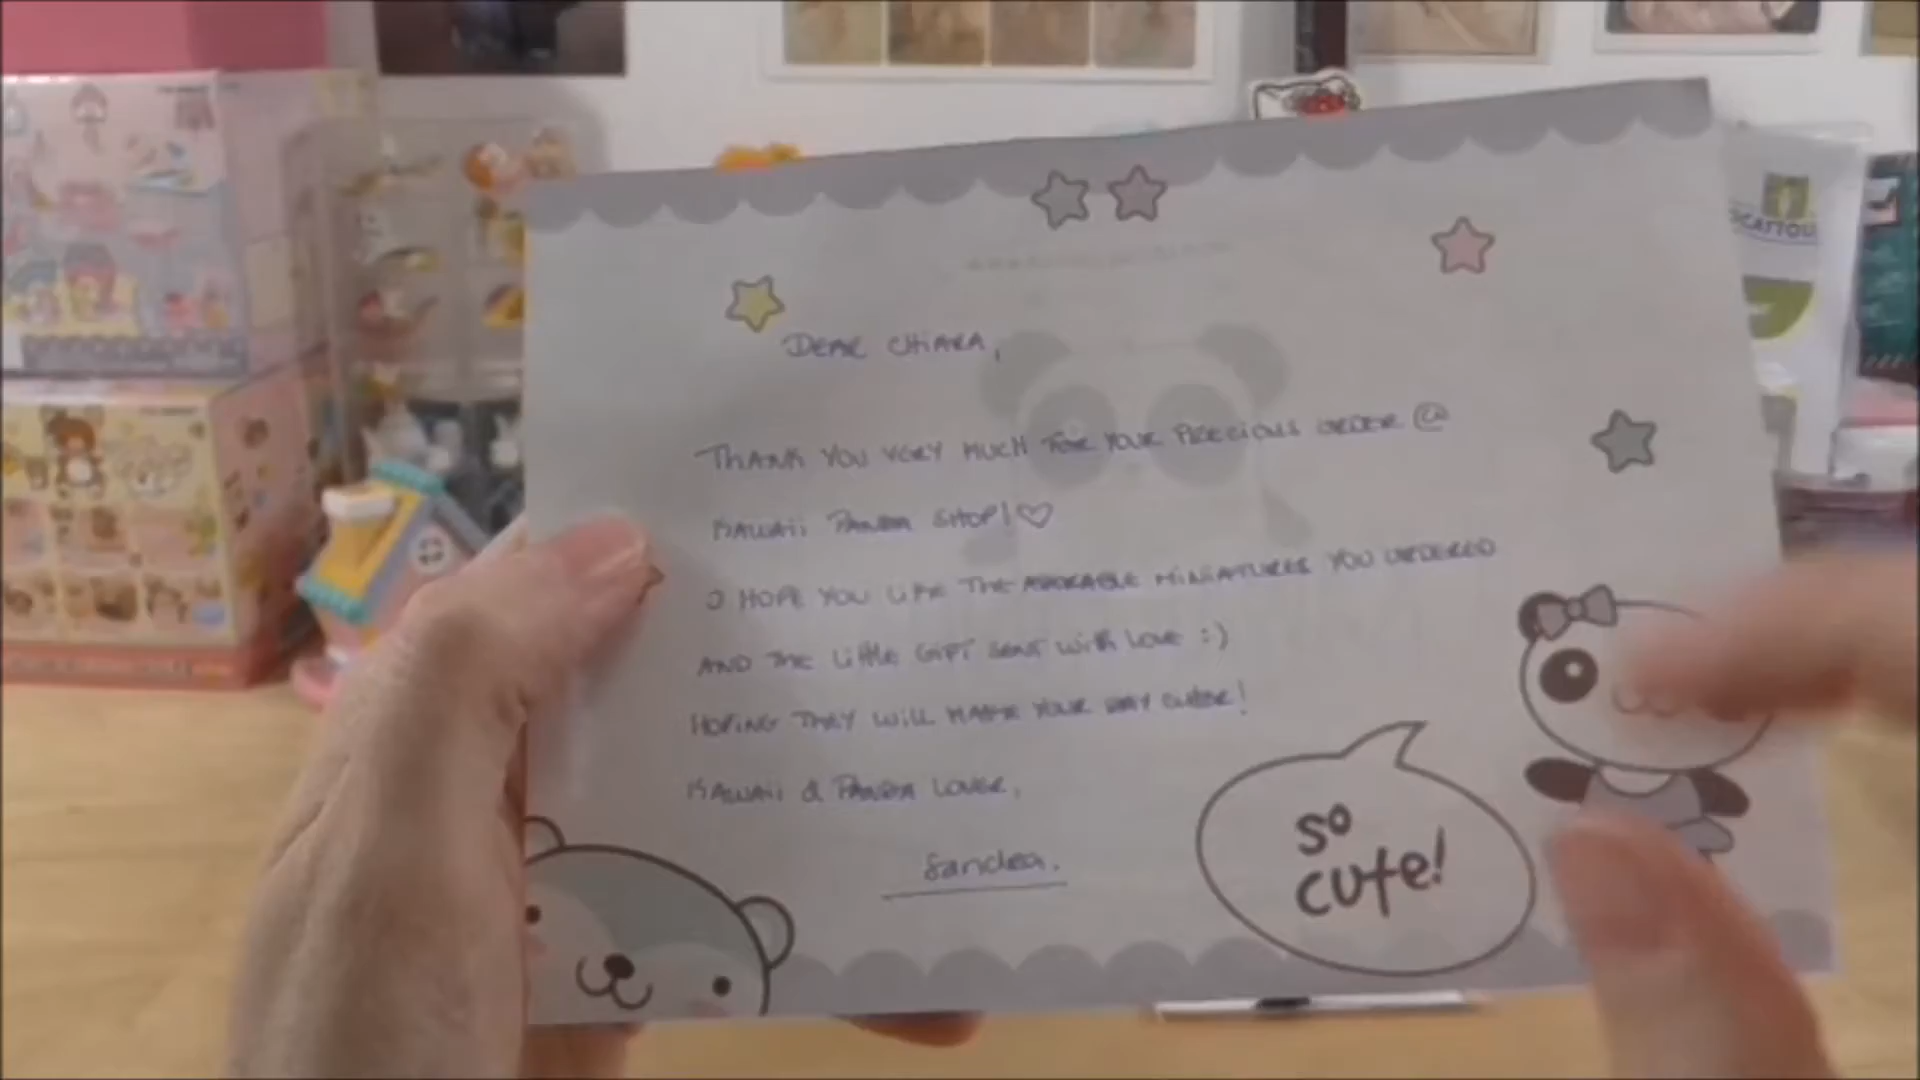 DEAR CHIARA,
THANK YOU VERY MUCH FOR YOUR PRECIOUS ORDER @
KAWAII PANDA SHOP! ♡
I HOPE YOU LIKE THE ADORABLE MINIATURES YOU ORDERED
AND THE LITTLE GIFT SENT WITH LOVE :)
HOPING THEY WILL MAKE YOUR DAY CUTER!
KAWAII & PANDA LOVER,
Sandra.
so
cute!